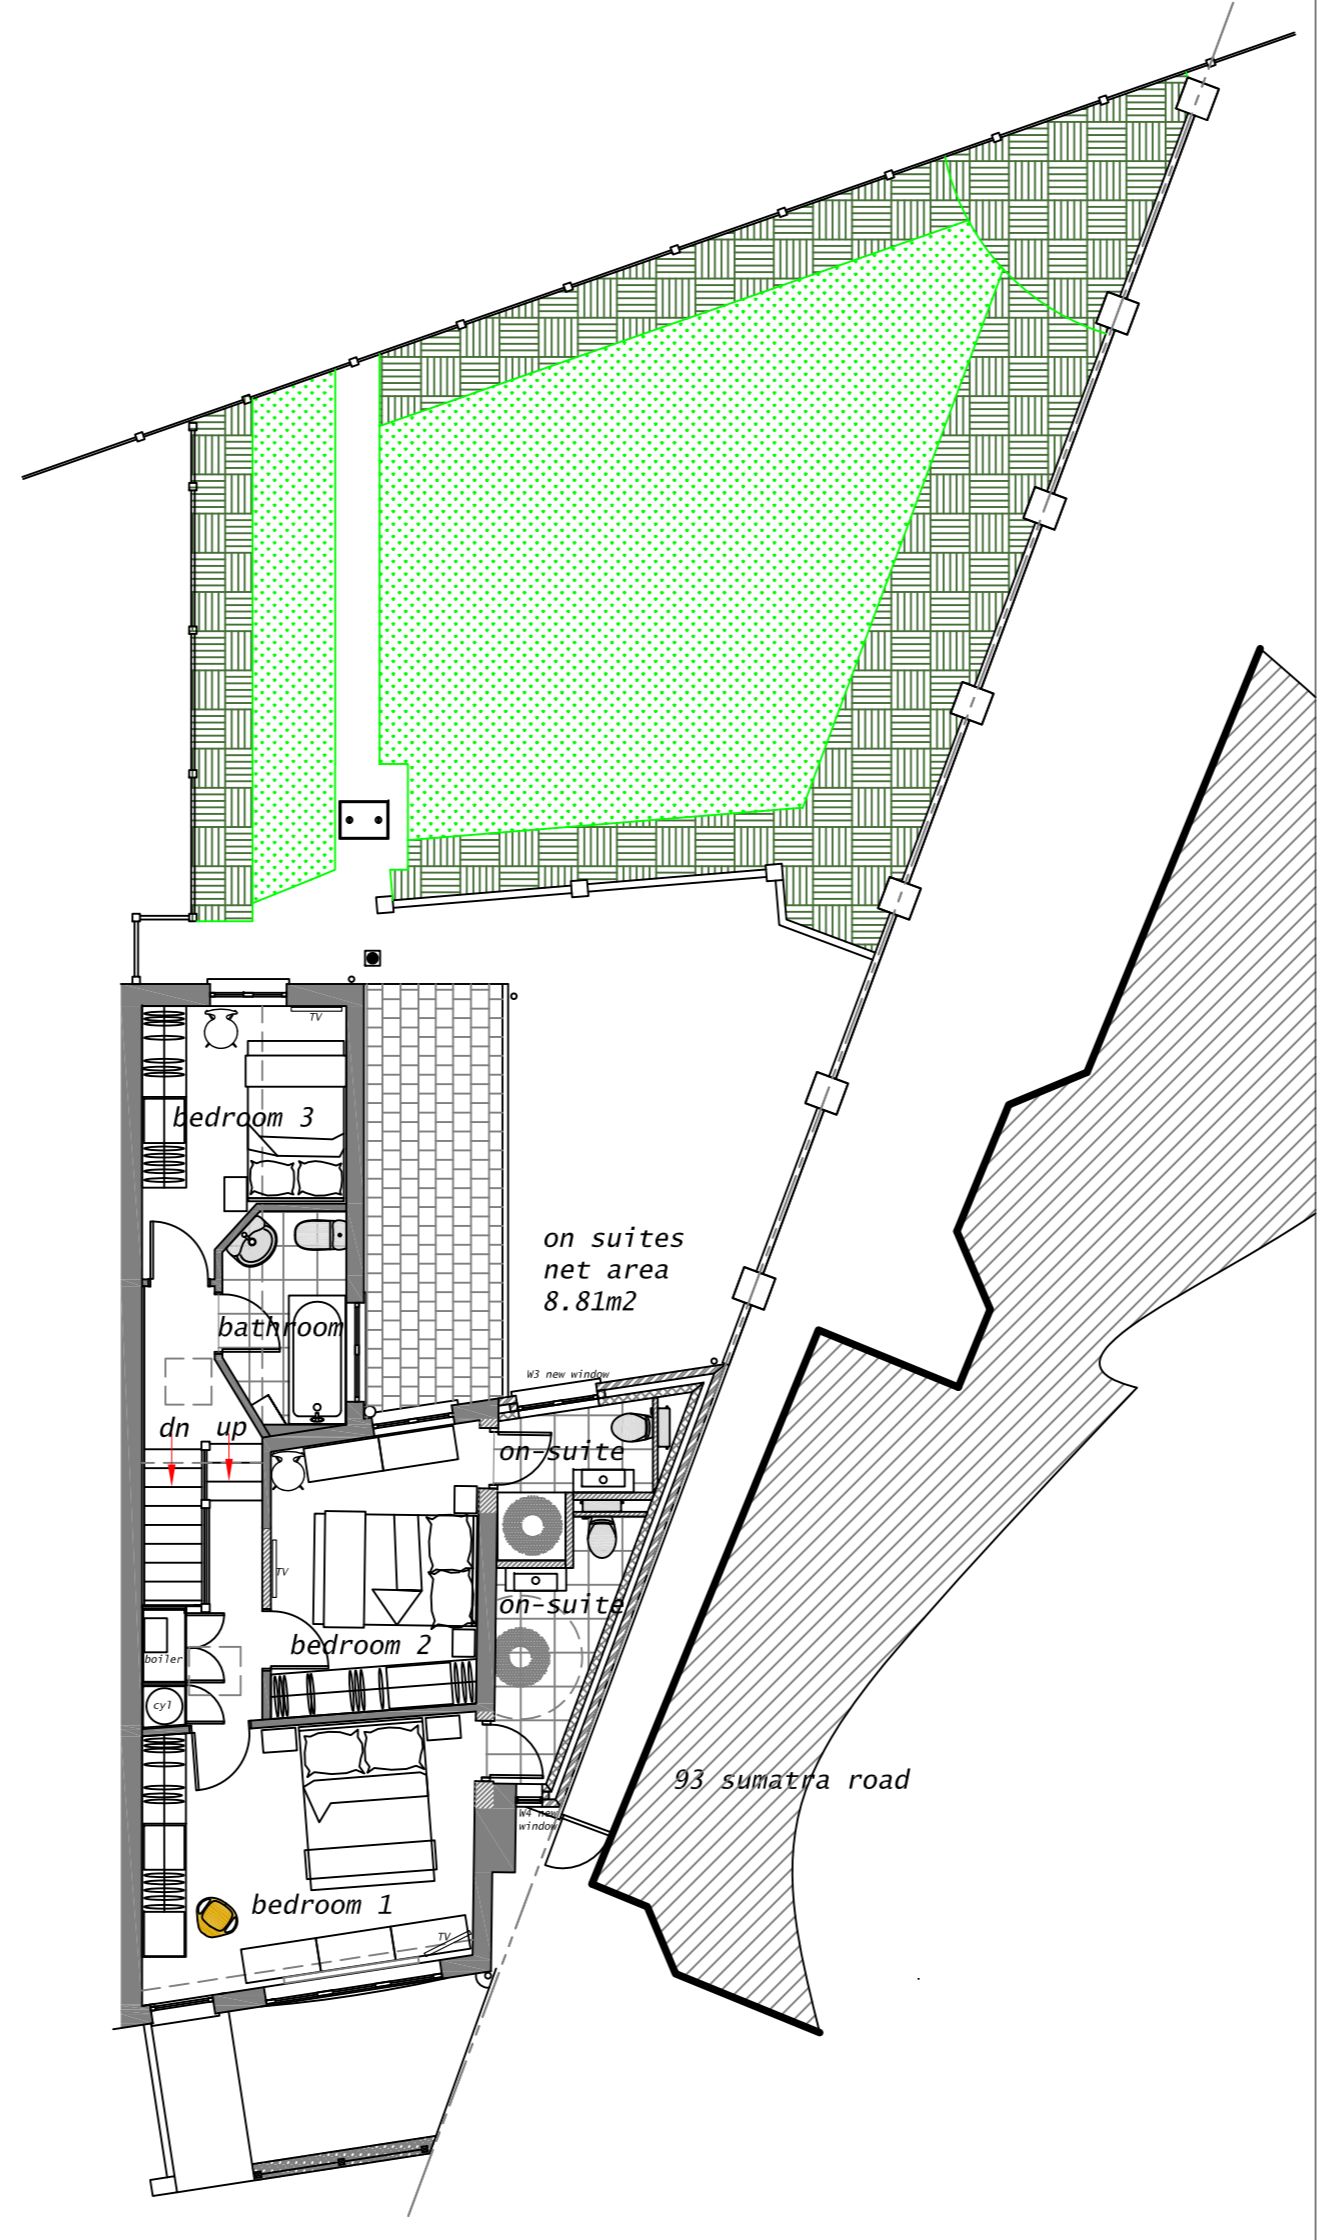 TV
bedroom 3
on suites
net area
8.81m2
bathroom
W3 new window
dn
up
on-suite
TV
on-suite
bedroom 2
boiler
cyl
93 sumatra road
W4 new
window
bedroom 1
TV